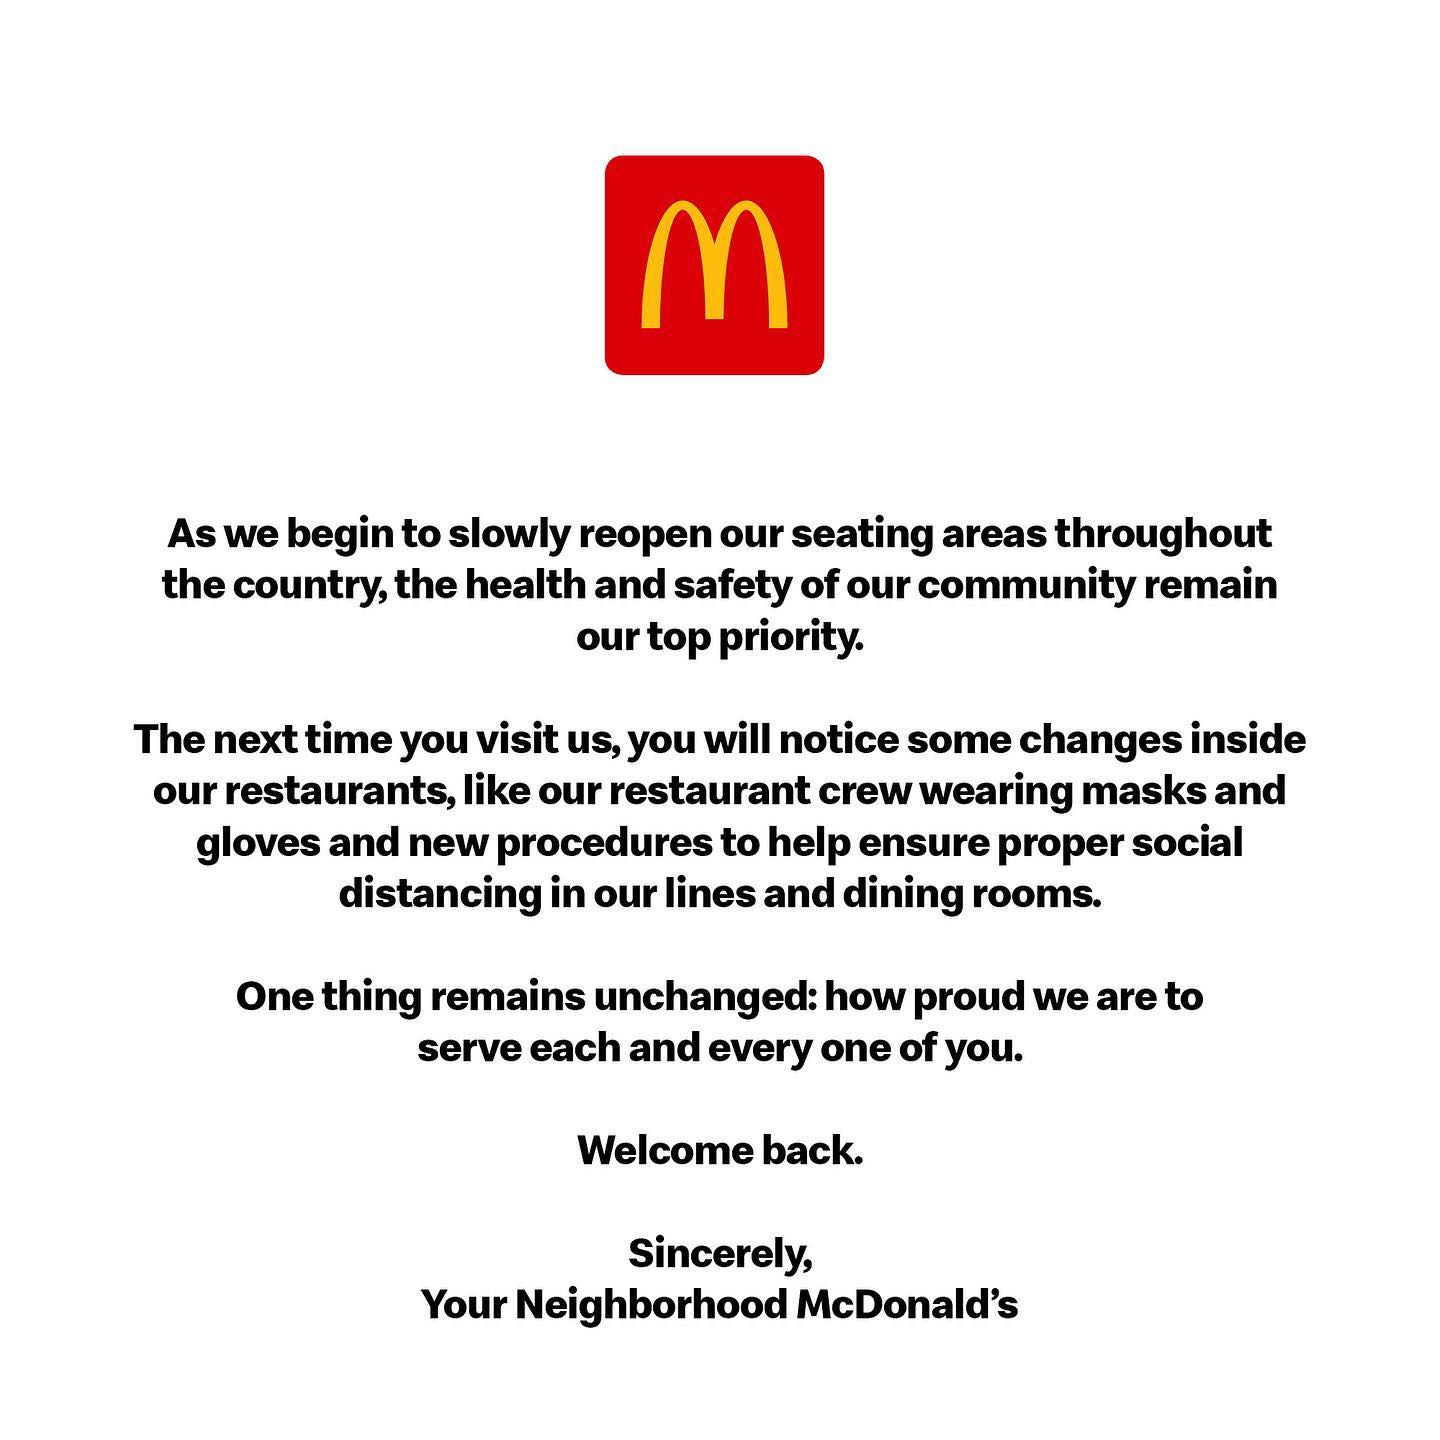 As we begin to slowly reopen our seating areas throughout
the country, the health and safety of our community remain
our top priority.
The next time you visit us, you will notice some changes inside
our restaurants, like our restaurant crew wearing masks and
gloves and new procedures to help ensure proper social
distancing in our lines and dining rooms.
One thing remains unchanged: how proud we are to
serve each and every one of you.
Welcome back.
Sincerely,
Your Neighborhood McDonald’s